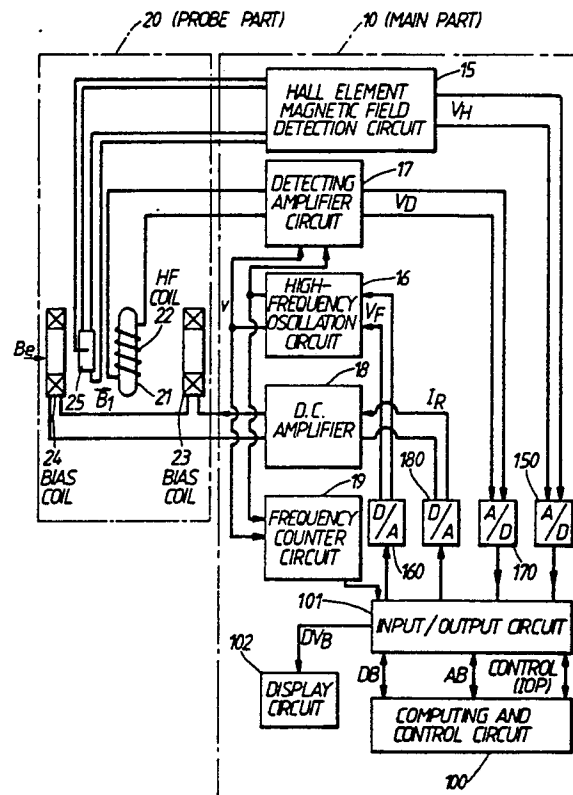 20 (PROBE PART)
10 (MAIN PART)
15
HALL ELEMENT
MAGNETIC FIELD
DETECTION CIRCUIT
VH
17
DETECTING
AMPLIFIER
CIRCUIT
VD
HF
COIL
22
16
HIGH-
FREQUENCY
OSCILLATION
CIRCUIT
ν
VF
Be
25
B1
21
18
D.C.
AMPLIFIER
IR
24
BIAS
COIL
23
BIAS
COIL
19
FREQUENCY
COUNTER
CIRCUIT
180
150
D/A
D/A
A/D
A/D
160
170
101
INPUT/OUTPUT CIRCUIT
102
DVB
DISPLAY
CIRCUIT
DB
AB
CONTROL
(IOP)
COMPUTING AND
CONTROL CIRCUIT
100